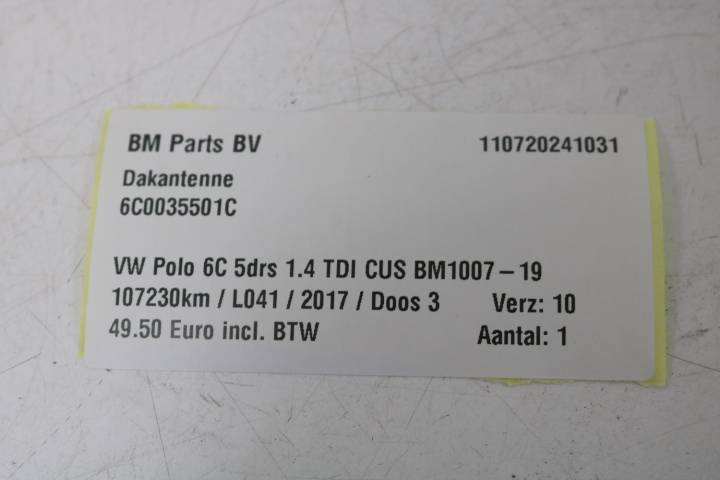 BM Parts BV 110720241031
Dakantenne
6C0035501C
VW Polo 6C 5drs 1.4 TDI CUS BM1007-19
107230km / L041 / 2017 / Doos 3 Verz: 10
49.50 Euro incl. BTW Aantal: 1